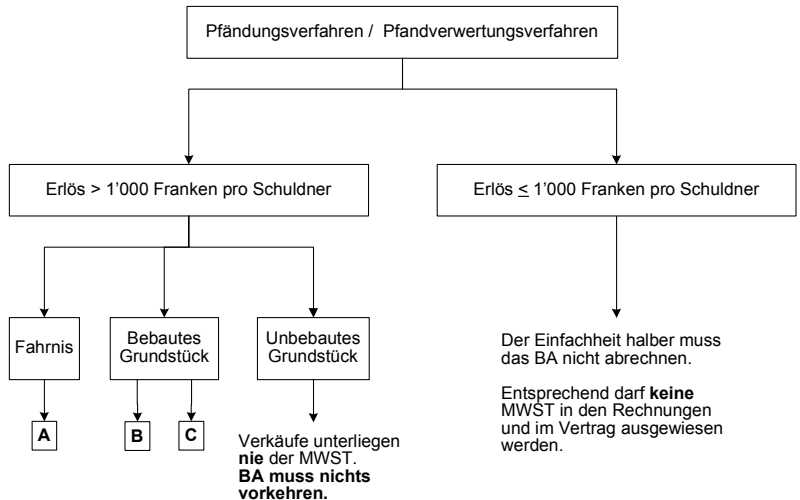 Pfändungsverfahren / Pfandverwertungsverfahren
Erlös > 1'000 Franken pro Schuldner
Erlös ≤ 1'000 Franken pro Schuldner
Fahrnis
Bebautes
Grundstück
Unbebautes
Grundstück
A
B
C
Verkäufe unterliegen
nie der MWST.
BA muss nichts
vorkehren.
Der Einfachheit halber muss
das BA nicht abrechnen.
Entsprechend darf keine
MWST in den Rechnungen
und im Vertrag ausgewiesen
werden.